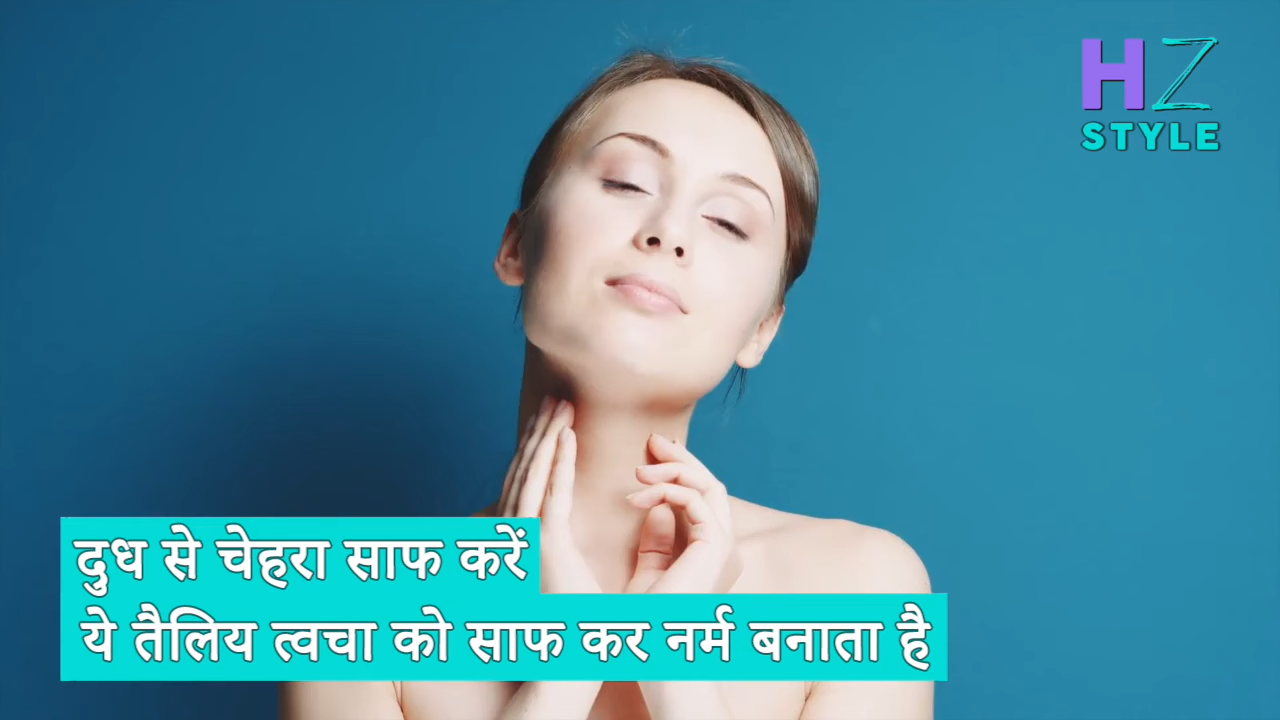 HZ
STYLE
दुध से चेहरा साफ करें
ये तैलिय त्वचा को साफ कर नर्म बनाता है